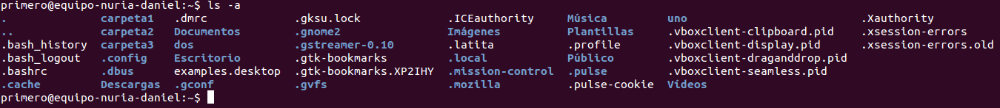 primero@equipo-nuria-daniel:~$ ls -a
. carpeta1 .dmrc .gksu.lock .ICEauthority Música uno .Xauthority
.. carpeta2 Documentos .gnome2 Imágenes Plantillas .vboxclient-clipboard.pid .xsession-errors
.bash_history carpeta3 dos .gstreamer-0.10 .latita .profile .vboxclient-display.pid .xsession-errors.old
.bash_logout .config Escritorio .gtk-bookmarks .local Público .vboxclient-draganddrop.pid
.bashrc .dbus examples.desktop .gtk-bookmarks.XP2IHY .mission-control .pulse .vboxclient-seamless.pid
.cache Descargas .gconf .gvfs .mozilla .pulse-cookie Vídeos
primero@equipo-nuria-daniel:~$